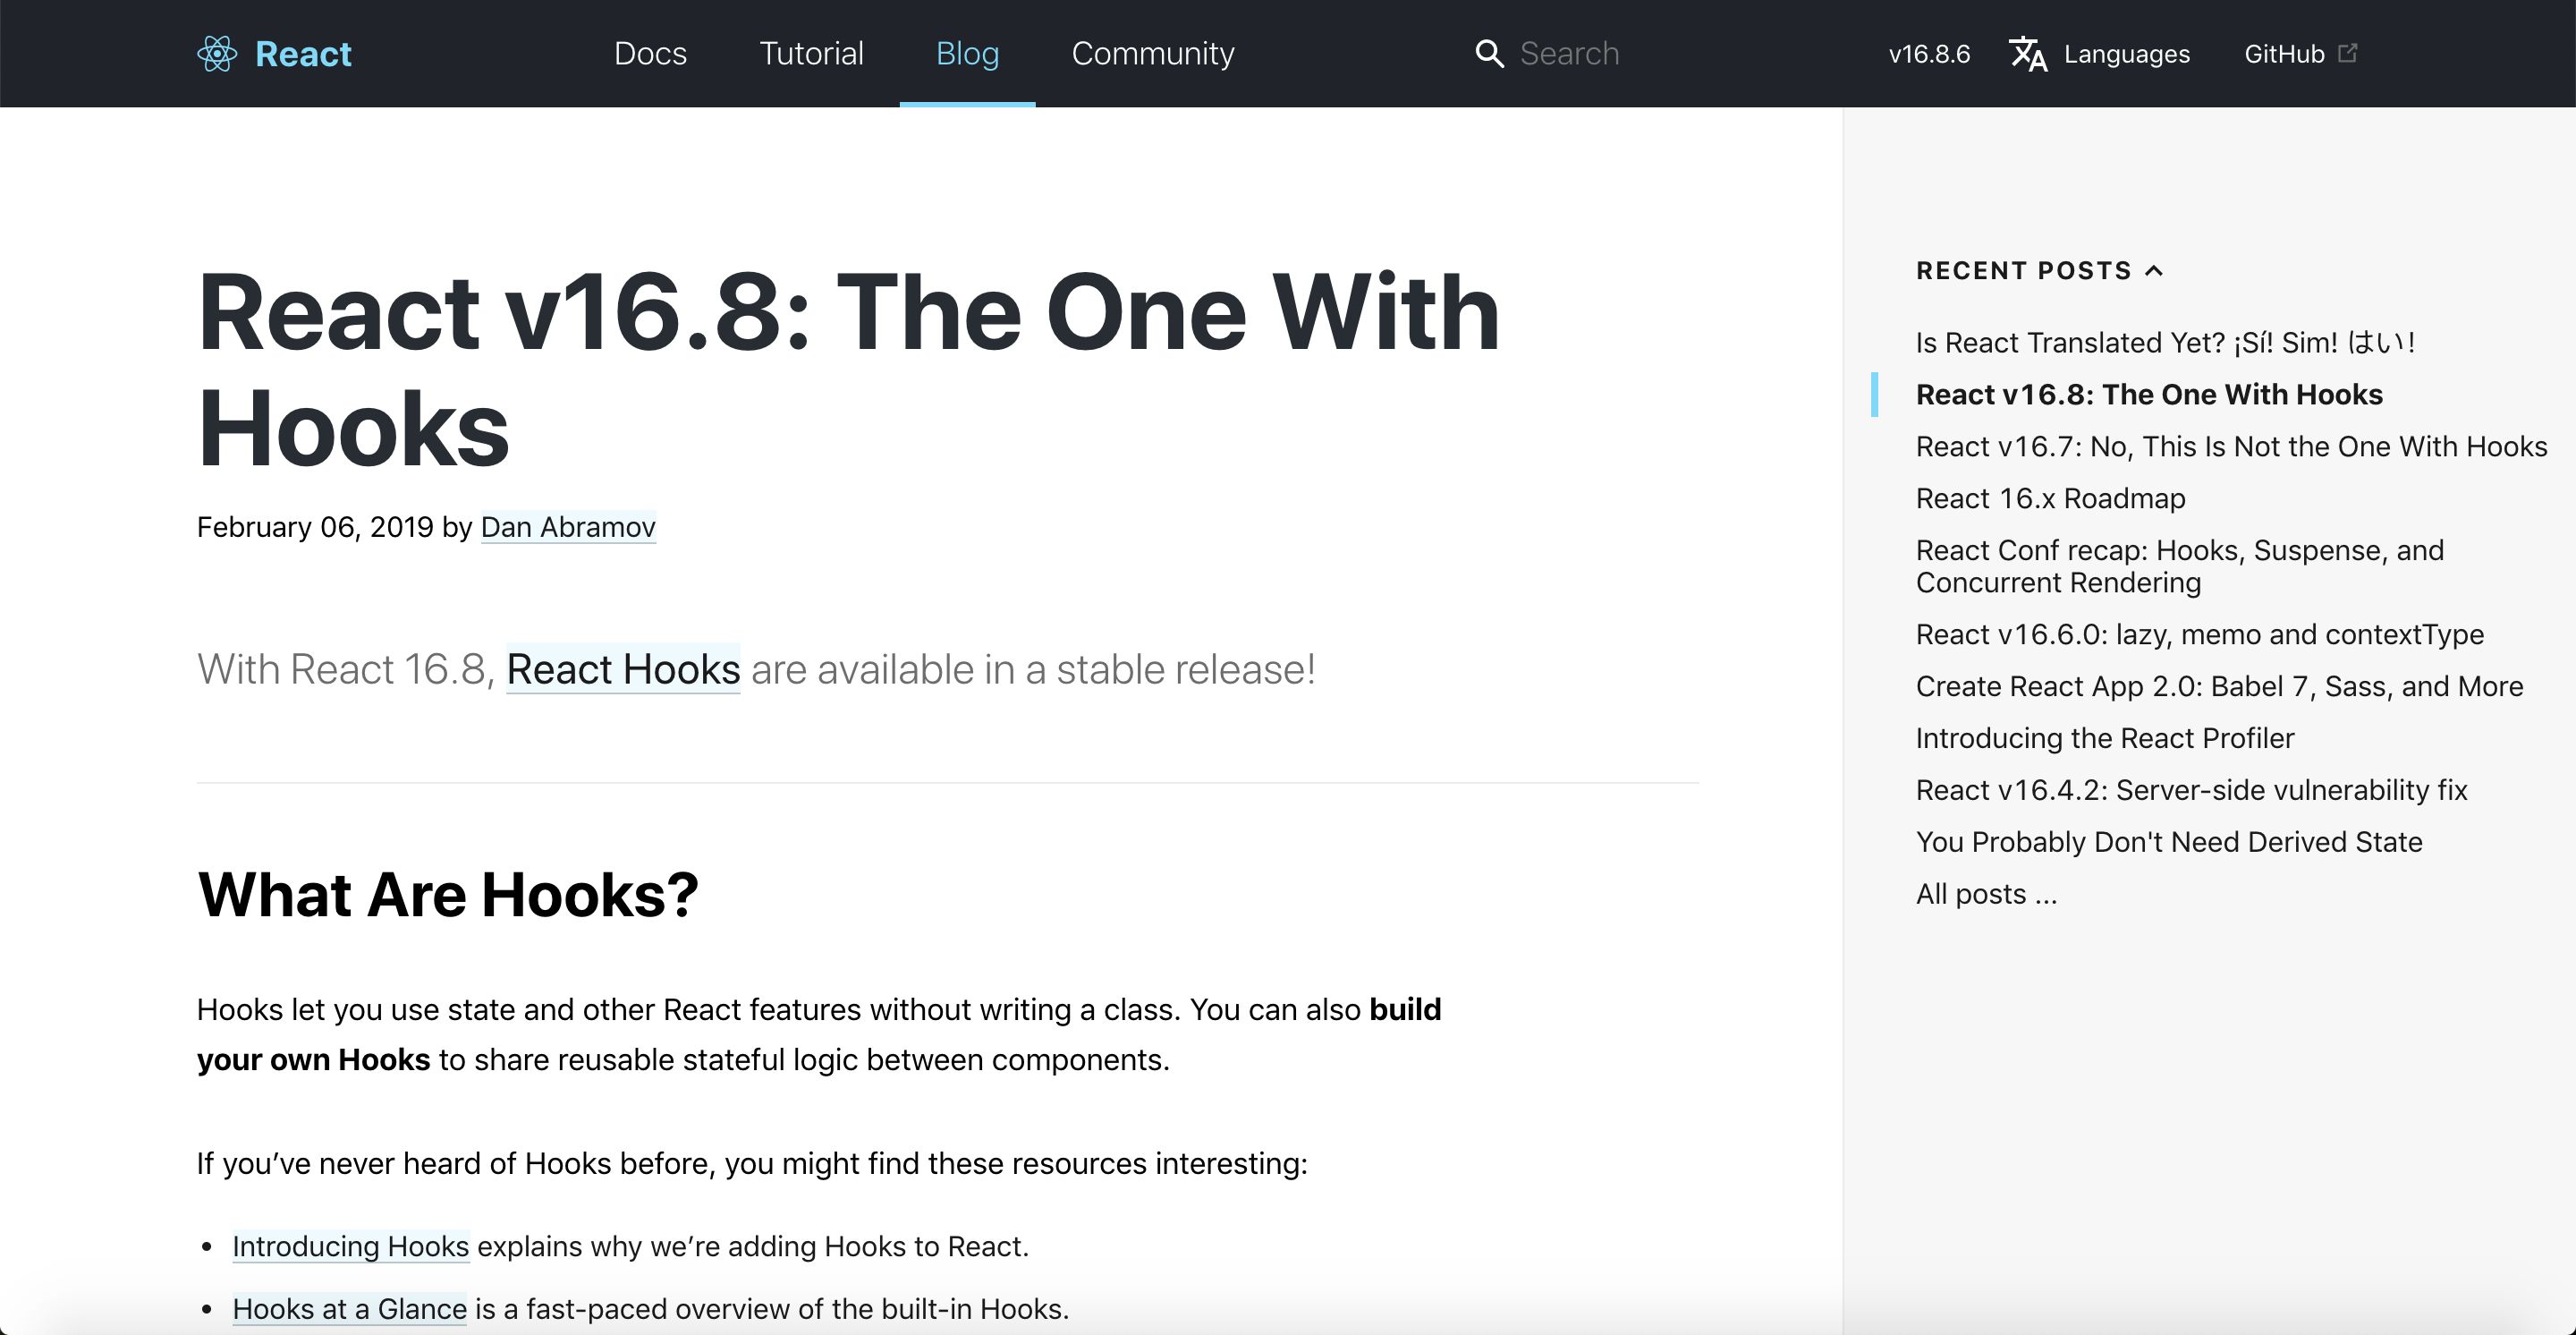 React
Docs
Tutorial
Blog
Community
Search
v16.8.6
Languages
GitHub
React v16.8: The One With
Hooks
February 06, 2019 by Dan Abramov
With React 16.8, React Hooks are available in a stable release!
What Are Hooks?
Hooks let you use state and other React features without writing a class. You can also build
your own Hooks to share reusable stateful logic between components.
If you’ve never heard of Hooks before, you might find these resources interesting:
• Introducing Hooks explains why we’re adding Hooks to React.
• Hooks at a Glance is a fast-paced overview of the built-in Hooks.
RECENT POSTS
Is React Translated Yet? ¡Sí! Sim! はい!
React v16.8: The One With Hooks
React v16.7: No, This Is Not the One With Hooks
React 16.x Roadmap
React Conf recap: Hooks, Suspense, and
Concurrent Rendering
React v16.6.0: lazy, memo and contextType
Create React App 2.0: Babel 7, Sass, and More
Introducing the React Profiler
React v16.4.2: Server-side vulnerability fix
You Probably Don't Need Derived State
All posts ...